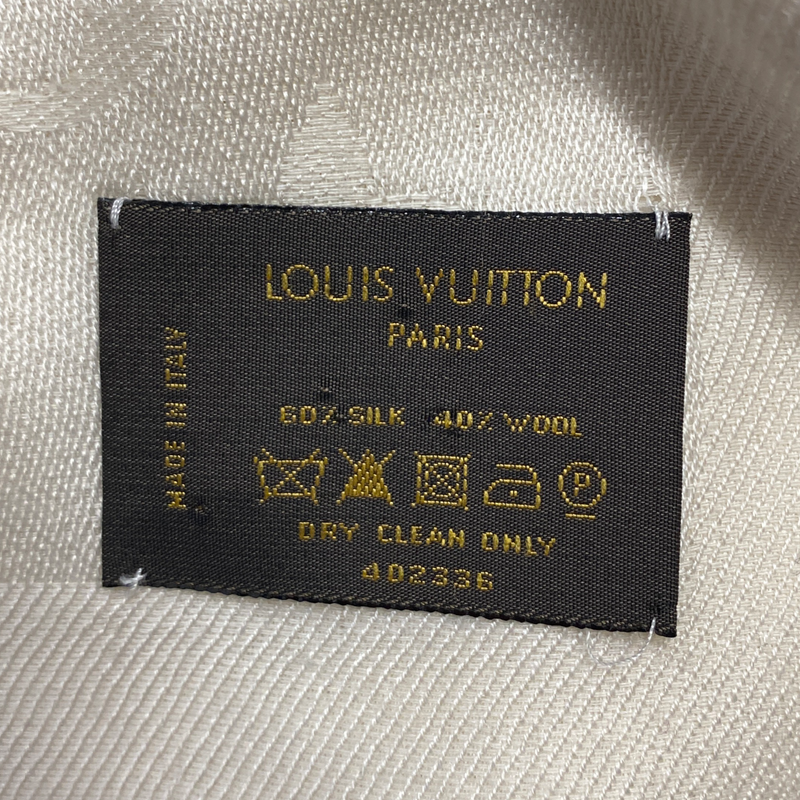 LOUIS VUITTON
PARIS
MADE IN ITALY
60% SILK 40% WOOL
P
DRY CLEAN ONLY
402336